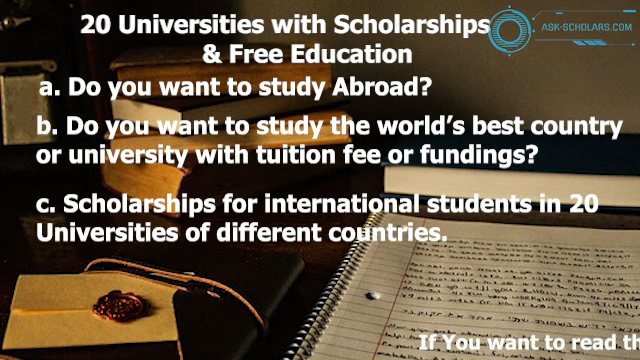 20 Universities with Scholarships
& Free Education
ASK-SCHOLARS.COM
a. Do you want to study Abroad?
b. Do you want to study the world's best country
or university with tuition fee or fundings?
c. Scholarships for international students in 20
Universities of different countries.
If You want to read th